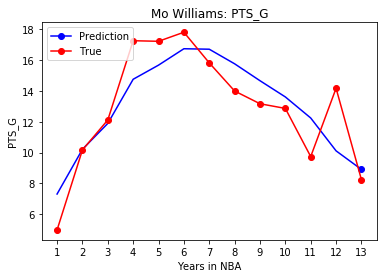 Mo Williams: PTS_G
Prediction
True
PTS_G
18
16
14
12
10
8
6
1 2 3 4 5 6 7 8 9 10 11 12 13
Years in NBA